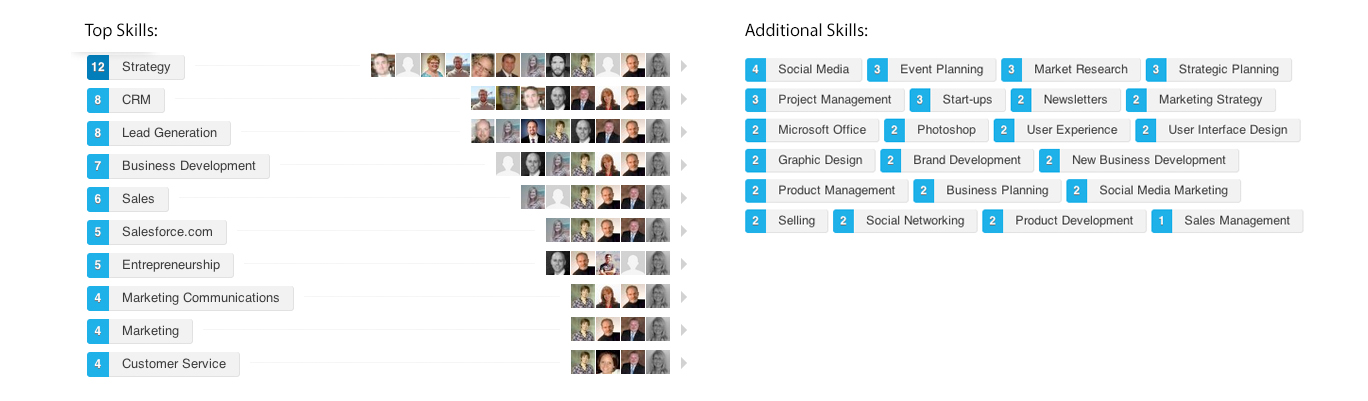 Top Skills:
12 Strategy
8 CRM
8 Lead Generation
7 Business Development
6 Sales
5 Salesforce.com
5 Entrepreneurship
4 Marketing Communications
4 Marketing
4 Customer Service
Additional Skills:
4 Social Media 3 Event Planning 3 Market Research 3 Strategic Planning
3 Project Management 3 Start-ups 2 Newsletters 2 Marketing Strategy
2 Microsoft Office 2 Photoshop 2 User Experience 2 User Interface Design
2 Graphic Design 2 Brand Development 2 New Business Development
2 Product Management 2 Business Planning 2 Social Media Marketing
2 Selling 2 Social Networking 2 Product Development 1 Sales Management